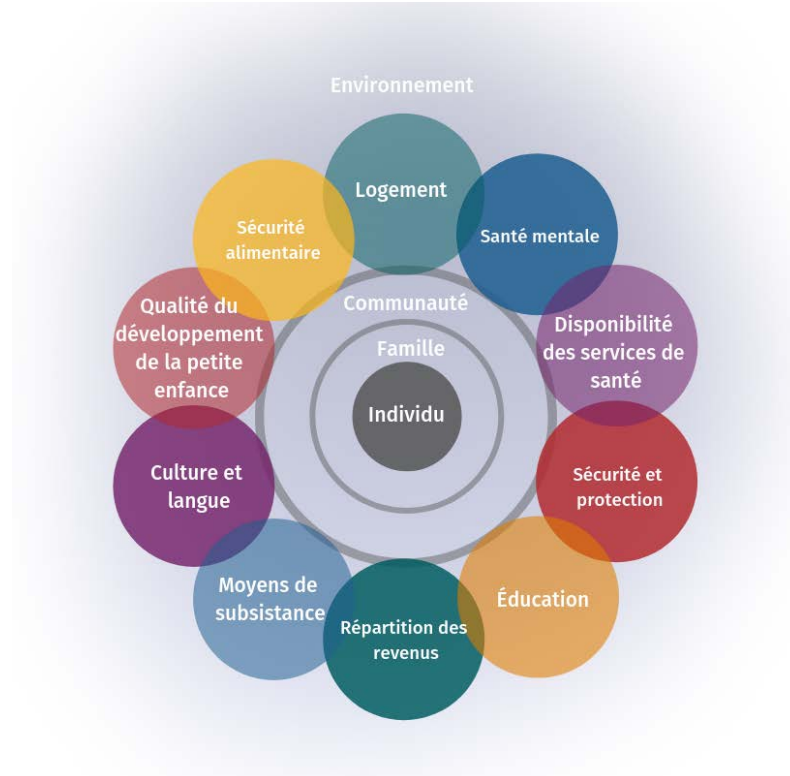 Environnement
Logement
Santé mentale
Disponibilité
des services de
santé
Sécurité et
protection
Éducation
Répartition des
revenus
Moyens de
subsistance
Culture et
langue
Qualité du
développement
de la petite
enfance
Sécurité
alimentaire
Communauté
Famille
Individu